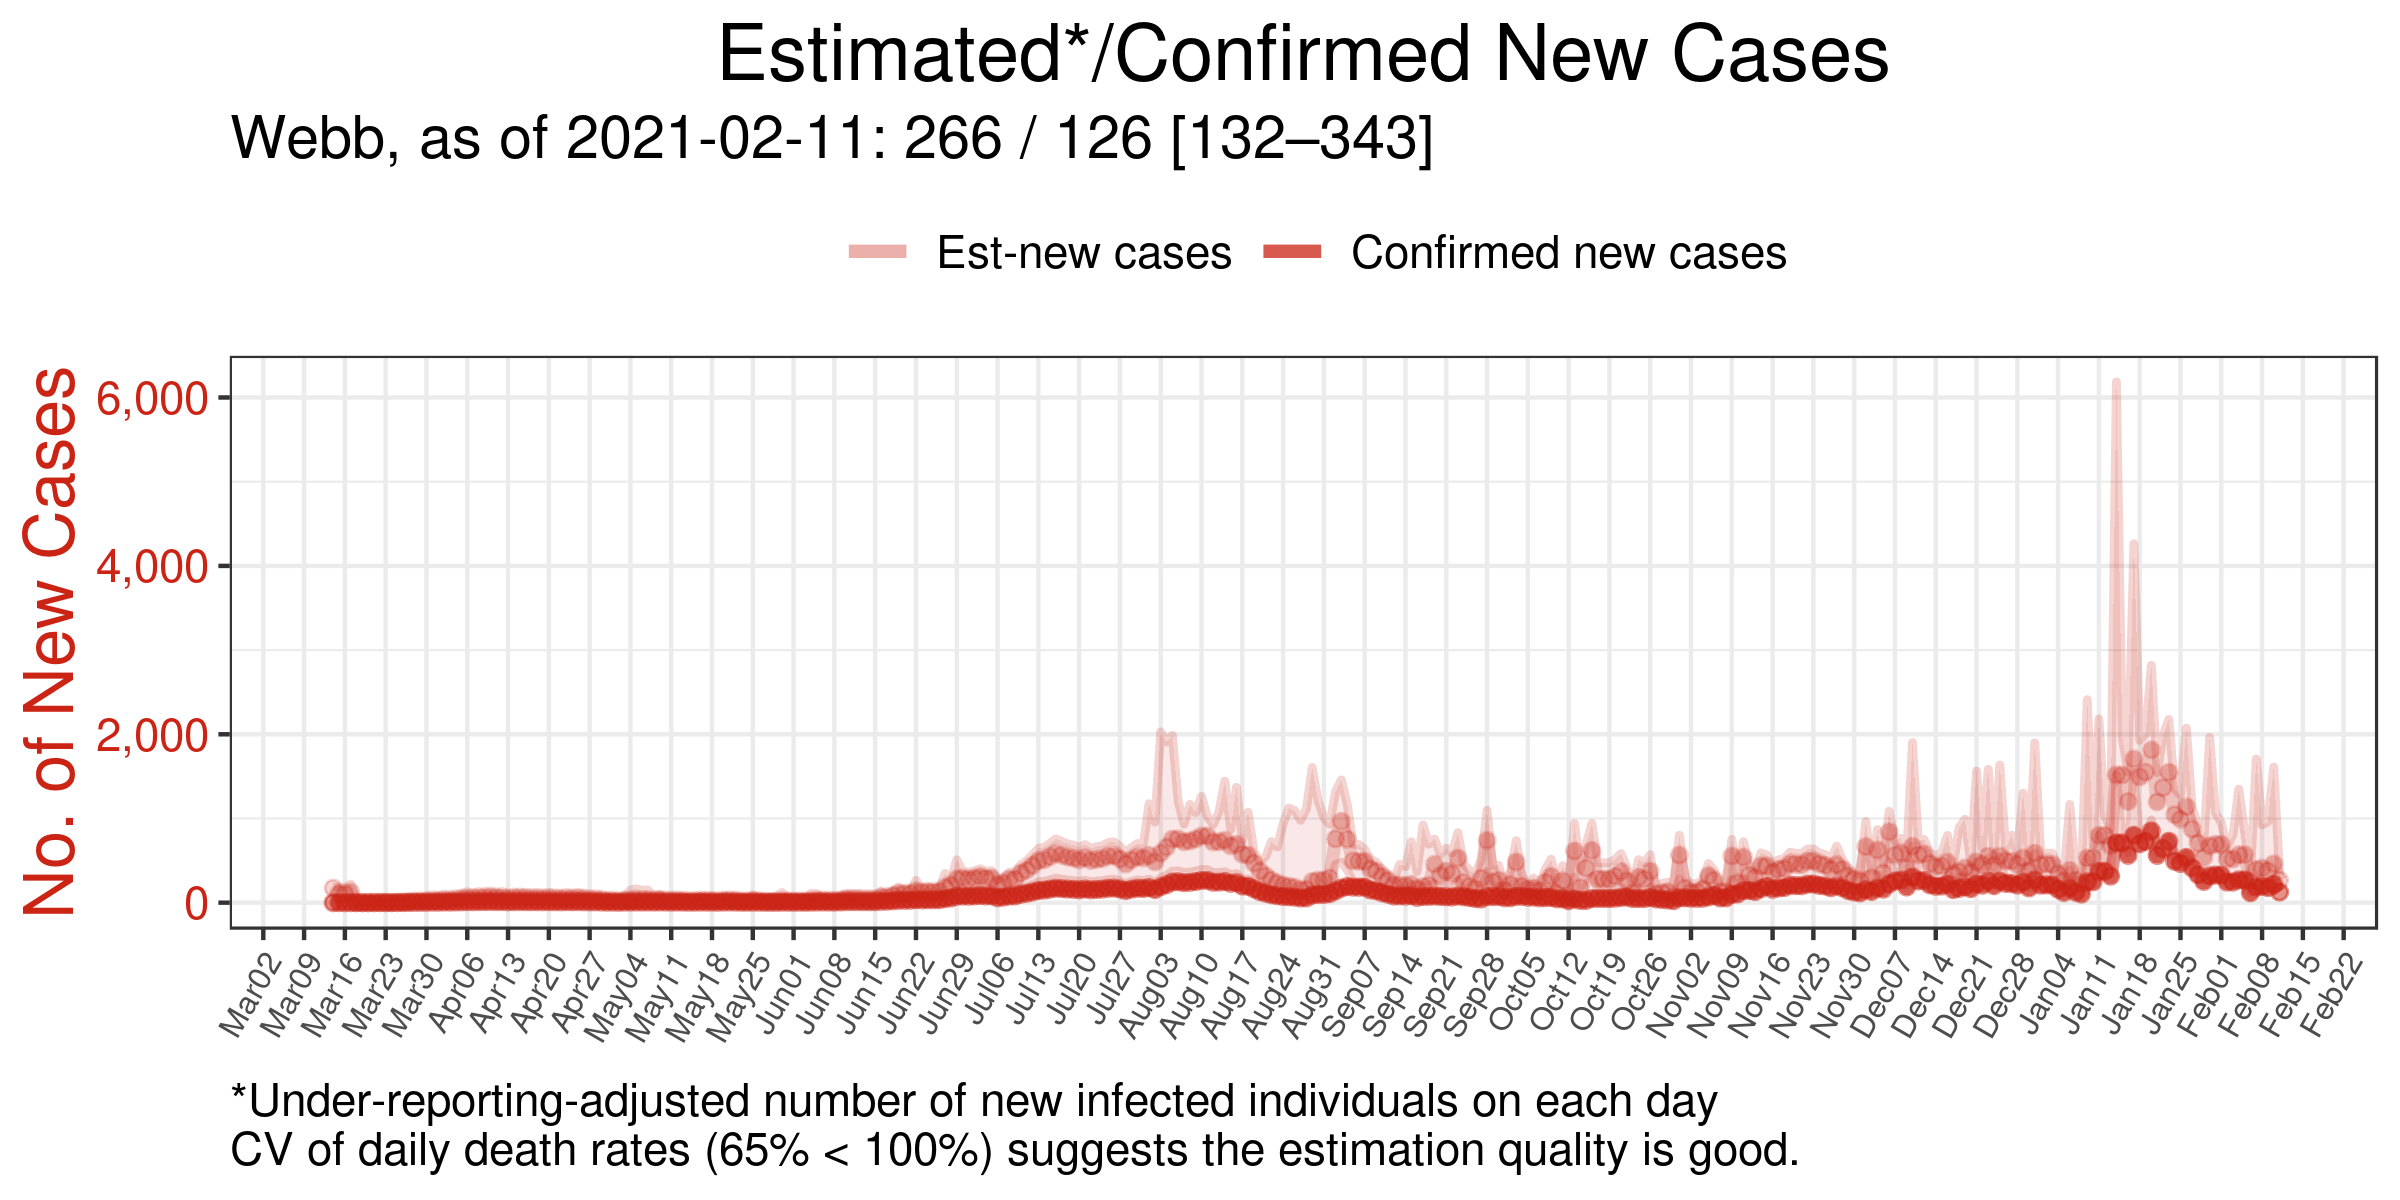 Estimated*/Confirmed New Cases
Webb, as of 2021-02-11: 266 / 126 [132–343]
Est-new cases Confirmed new cases
No. of New Cases
6,000
4,000
2,000
0
Mar02 Mar09 Mar16 Mar23 Mar30 Apr06 Apr13 Apr20 Apr27 May04 May11 May18 May25 Jun01 Jun08 Jun15 Jun22 Jun29 Jul06 Jul13 Jul20 Jul27 Aug03 Aug10 Aug17 Aug24 Aug31 Sep07 Sep14 Sep21 Sep28 Oct05 Oct12 Oct19 Oct26 Nov02 Nov09 Nov16 Nov23 Nov30 Dec07 Dec14 Dec21 Dec28 Jan04 Jan11 Jan18 Jan25 Feb01 Feb08 Feb15 Feb22
*Under-reporting-adjusted number of new infected individuals on each day
CV of daily death rates (65% < 100%) suggests the estimation quality is good.